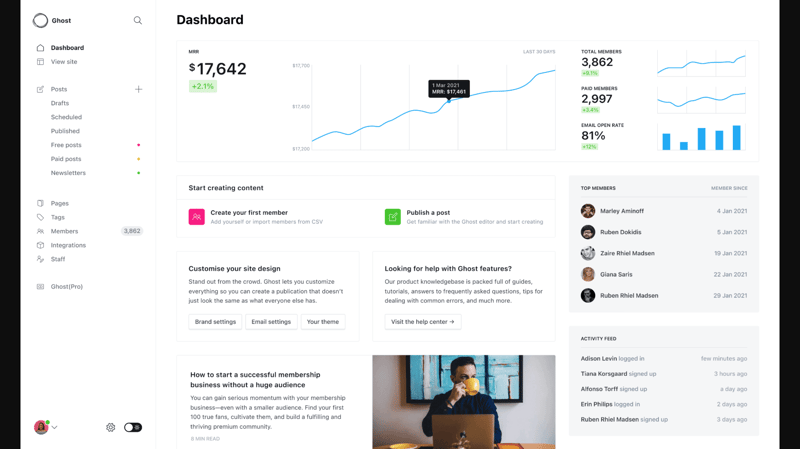 Ghost
Dashboard
View site
Posts
Drafts
Scheduled
Published
Free posts
Paid posts
Newsletters
Pages
Tags
Members 3,862
Integrations
Staff
Ghost(Pro)
Dashboard
MRR
LAST 30 DAYS
$17,642
+2.1%
$17,700
$17,450
$17,200
1 Mar 2021
MRR: $17,461
TOTAL MEMBERS
3,862
+9.1%
PAID MEMBERS
2,997
+3.4%
EMAIL OPEN RATE
81%
+12%
Start creating content
Create your first member
Add yourself or import members from CSV
Publish a post
Get familiar with the Ghost editor and start creating
Customise your site design
Stand out from the crowd. Ghost lets you customize
everything so you can create a publication that doesn't
just look the same as what everyone else has.
Brand settings
Email settings
Your theme
Looking for help with Ghost features?
Our product knowledgebase is packed full of guides,
tutorials, answers to frequently asked questions, tips for
dealing with common errors, and much more.
Visit the help center →
How to start a successful membership
business without a huge audience
You can gain serious momentum with your membership
business—even with a smaller audience. Find your first
100 true fans, cultivate them, and build a fulfilling and
thriving premium community.
8 MIN READ
TOP MEMBERS MEMBER SINCE
Marley Aminoff 4 Jan 2021
Ruben Dokidis 5 Jan 2021
Zaire Rhiel Madsen 19 Jan 2021
Giana Saris 22 Jan 2021
Ruben Rhiel Madsen 29 Jan 2021
ACTIVITY FEED
Adison Levin logged in few minutes ago
Tiana Korsgaard signed up 3 hours ago
Alfonso Torff signed up a day ago
Erin Philips logged in 2 days ago
Ruben Rhiel Madsen signed up 3 days ago